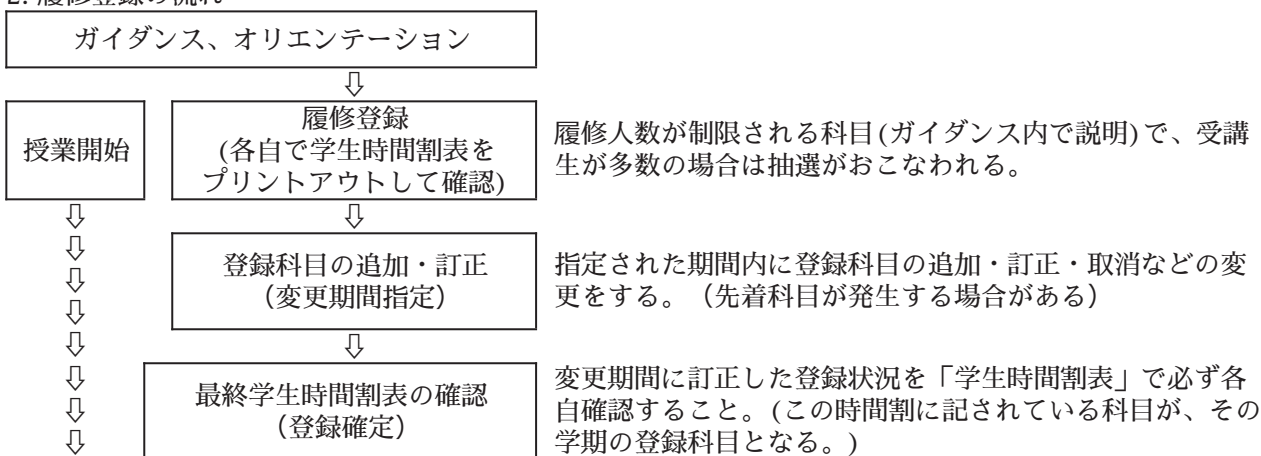 2. 履修登録の流れ
ガイダンス、オリエンテーション
⇩
授業開始
履修登録
(各自で学生時間割表を
プリントアウトして確認)
履修人数が制限される科目(ガイダンス内で説明)で、受講
生が多数の場合は抽選がおこなわれる。
⇩
⇩
⇩
⇩
⇩
登録科目の追加・訂正
（変更期間指定）
指定された期間内に登録科目の追加・訂正・取消などの変
更をする。（先着科目が発生する場合がある）
⇩
⇩
⇩
⇩
⇩
最終学生時間割表の確認
（登録確定）
変更期間に訂正した登録状況を「学生時間割表」で必ず各
自確認すること。(この時間割に記されている科目が、その
学期の登録科目となる。)